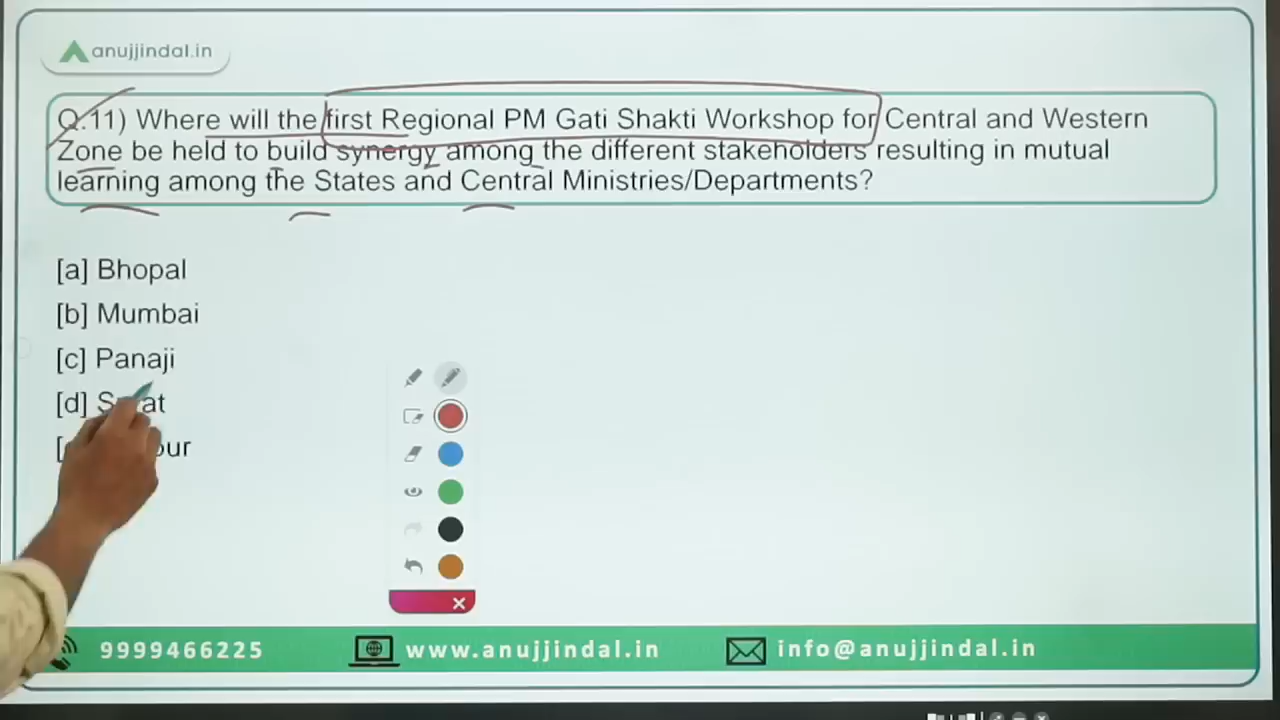 anujjindal.in
Q.11) Where will the first Regional PM Gati Shakti Workshop for Central and Western
Zone be held to build synergy among the different stakeholders resulting in mutual
learning among the States and Central Ministries/Departments?
[a] Bhopal
[b] Mumbai
[c] Panaji
[d]
9999466225
www.anujjindal.in
info@anujjindal.in